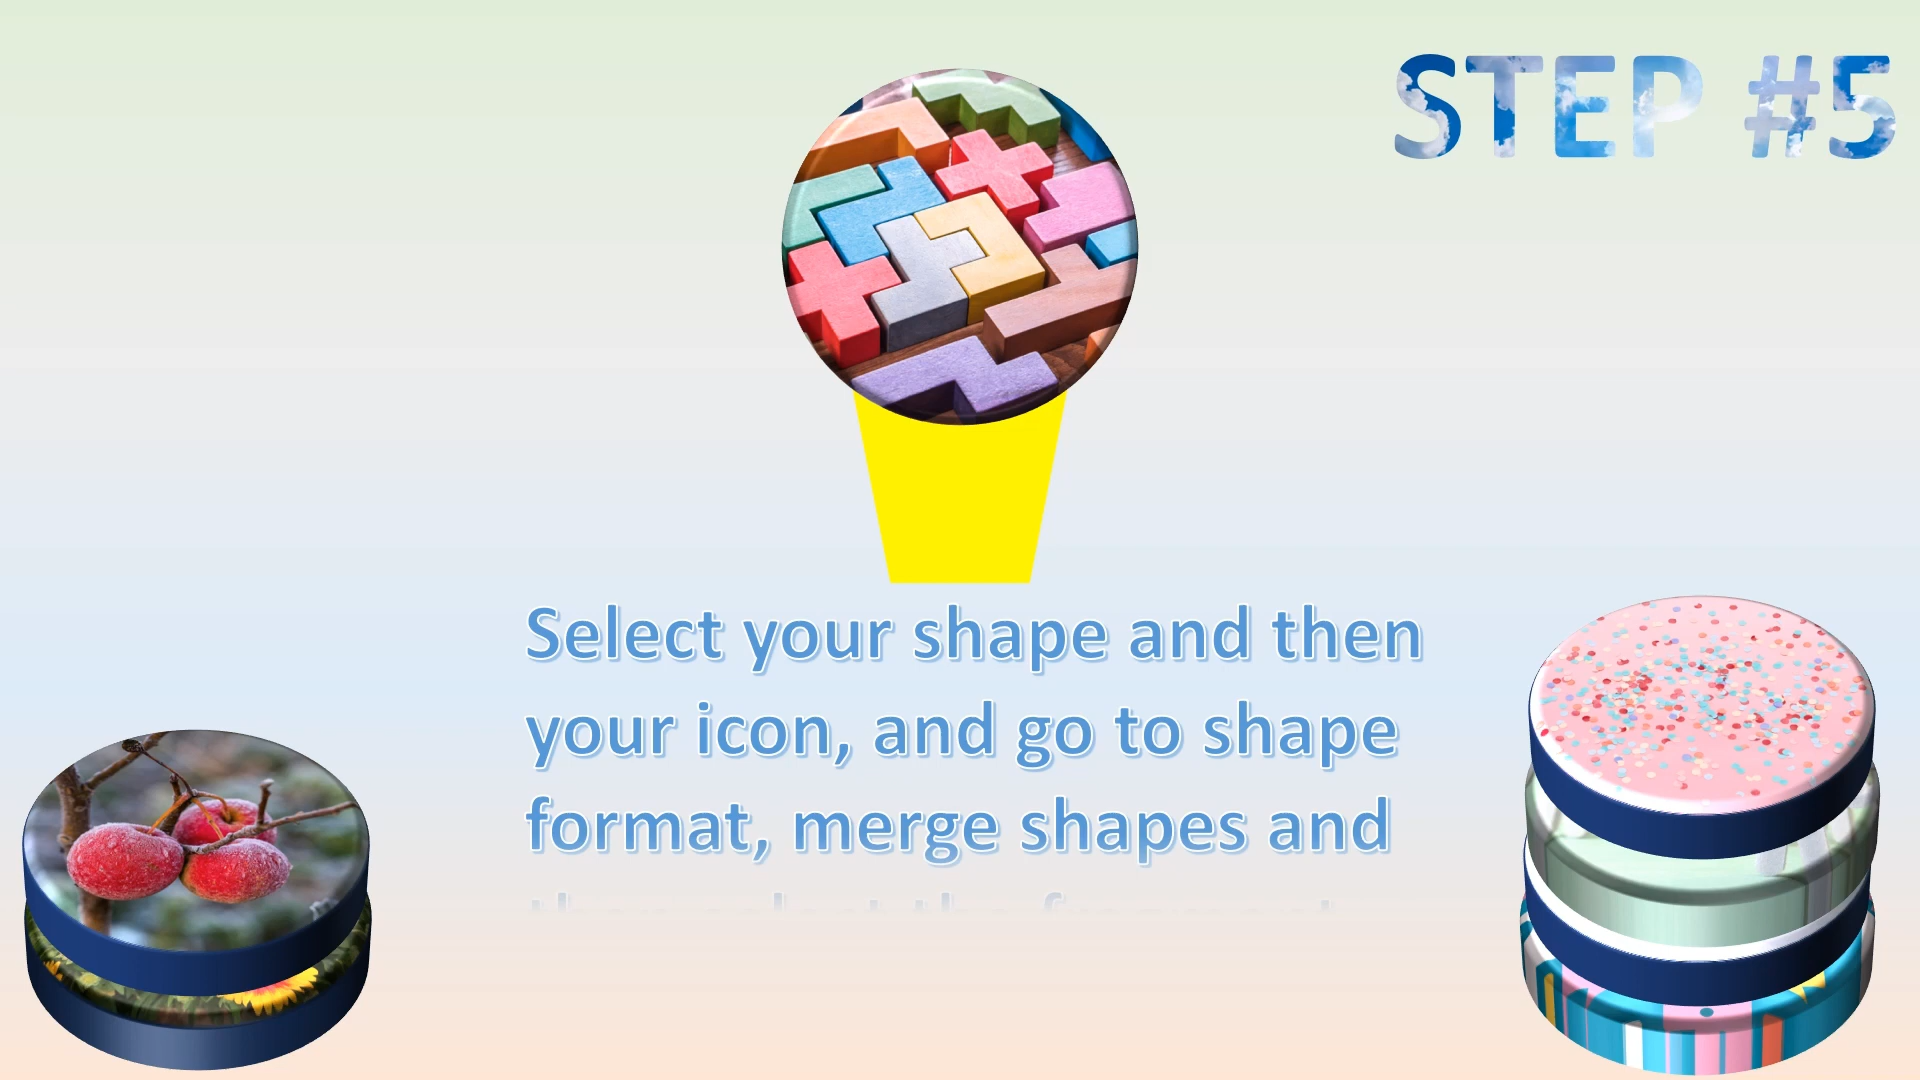 STEP #5
Select your shape and then
your icon, and go to shape
format, merge shapes and